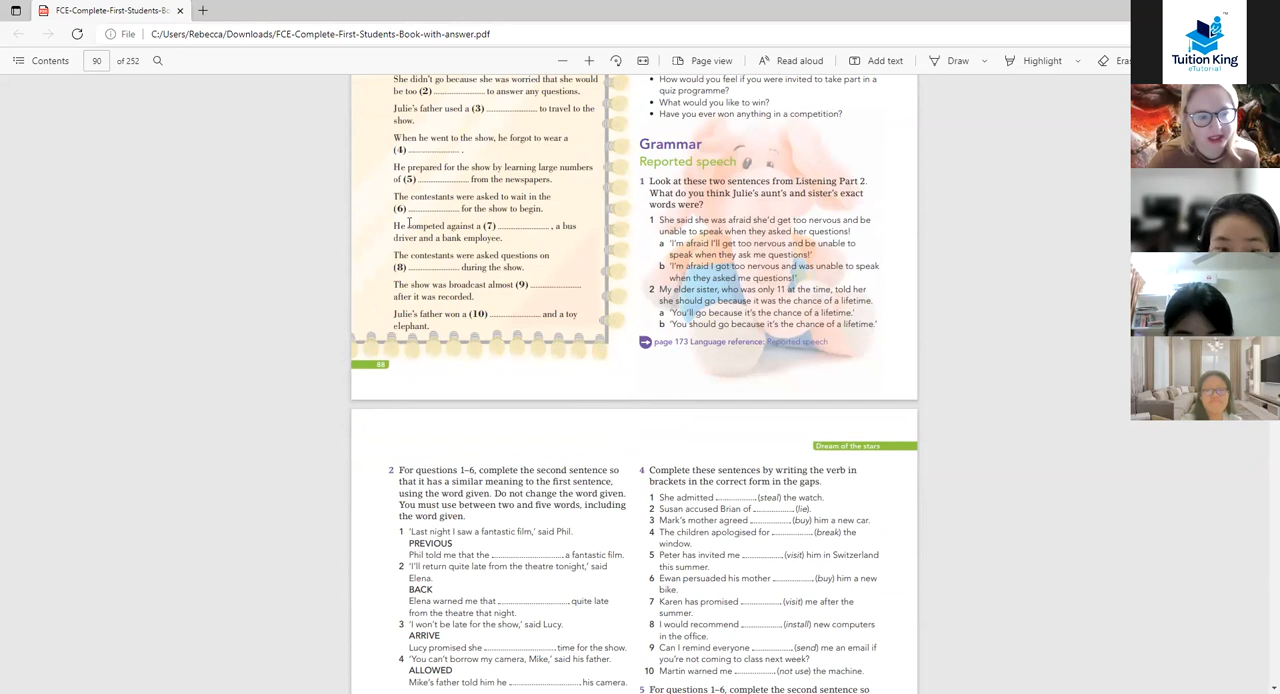 FCE-Complete-First-Students-Bo
File
C:/Users/Rebecca/Downloads/FCE-Complete-First-Students-Book-with-answer.pdf
Contents
90
of 252
Page view
Read aloud
Add text
Draw
Highlight
Eras
Tuition King
eTutorial
TM
She didn't go because she was worried that she would
be too (2) .................... to answer any questions.
Julie's father used a (3) .................... to travel to the
show.
When he went to the show, he forgot to wear a
(4) .................... .
He prepared for the show by learning large numbers
of (5) .................... from the newspapers.
The contestants were asked to wait in the
(6) .................... for the show to begin.
He competed against a (7) .................... , a bus
driver and a bank employee.
The contestants were asked questions on
(8) .................... during the show.
The show was broadcast almost (9) ....................
after it was recorded.
Julie's father won a (10) .................... and a toy
elephant.
88
• How would you feel if you were invited to take part in a
quiz programme?
• What would you like to win?
• Have you ever won anything in a competition?
Grammar
Reported speech
1 Look at these two sentences from Listening Part 2.
What do you think Julie's aunt's and sister's exact
words were?
1 She said she was afraid she'd get too nervous and be
unable to speak when they asked her questions!
a 'I'm afraid I'll get too nervous and be unable to
speak when they ask me questions!'
b 'I'm afraid I got too nervous and was unable to speak
when they asked me questions!'
2 My elder sister, who was only 11 at the time, told her
she should go because it was the chance of a lifetime.
a 'You'll go because it's the chance of a lifetime.'
b 'You should go because it's the chance of a lifetime.'
page 173 Language reference: Reported speech
Dream of the stars
2 For questions 1–6, complete the second sentence so
that it has a similar meaning to the first sentence,
using the word given. Do not change the word given.
You must use between two and five words, including
the word given.
1 'Last night I saw a fantastic film,' said Phil.
PREVIOUS
Phil told me that the .................... a fantastic film.
2 'I'll return quite late from the theatre tonight,' said
Elena.
BACK
Elena warned me that .................... quite late
from the theatre that night.
3 'I won't be late for the show,' said Lucy.
ARRIVE
Lucy promised she .................... time for the show.
4 'You can't borrow my camera, Mike,' said his father.
ALLOWED
Mike's father told him he .................... his camera.
4 Complete these sentences by writing the verb in
brackets in the correct form in the gaps.
1 She admitted .............. (steal) the watch.
2 Susan accused Brian of .............. (lie).
3 Mark's mother agreed .............. (buy) him a new car.
4 The children apologised for .............. (break) the
window.
5 Peter has invited me .............. (visit) him in Switzerland
this summer.
6 Ewan persuaded his mother .............. (buy) him a new
bike.
7 Karen has promised .............. (visit) me after the
summer.
8 I would recommend .............. (install) new computers
in the office.
9 Can I remind everyone .............. (send) me an email if
you're not coming to class next week?
10 Martin warned me .............. (not use) the machine.
5 For questions 1–6, complete the second sentence so